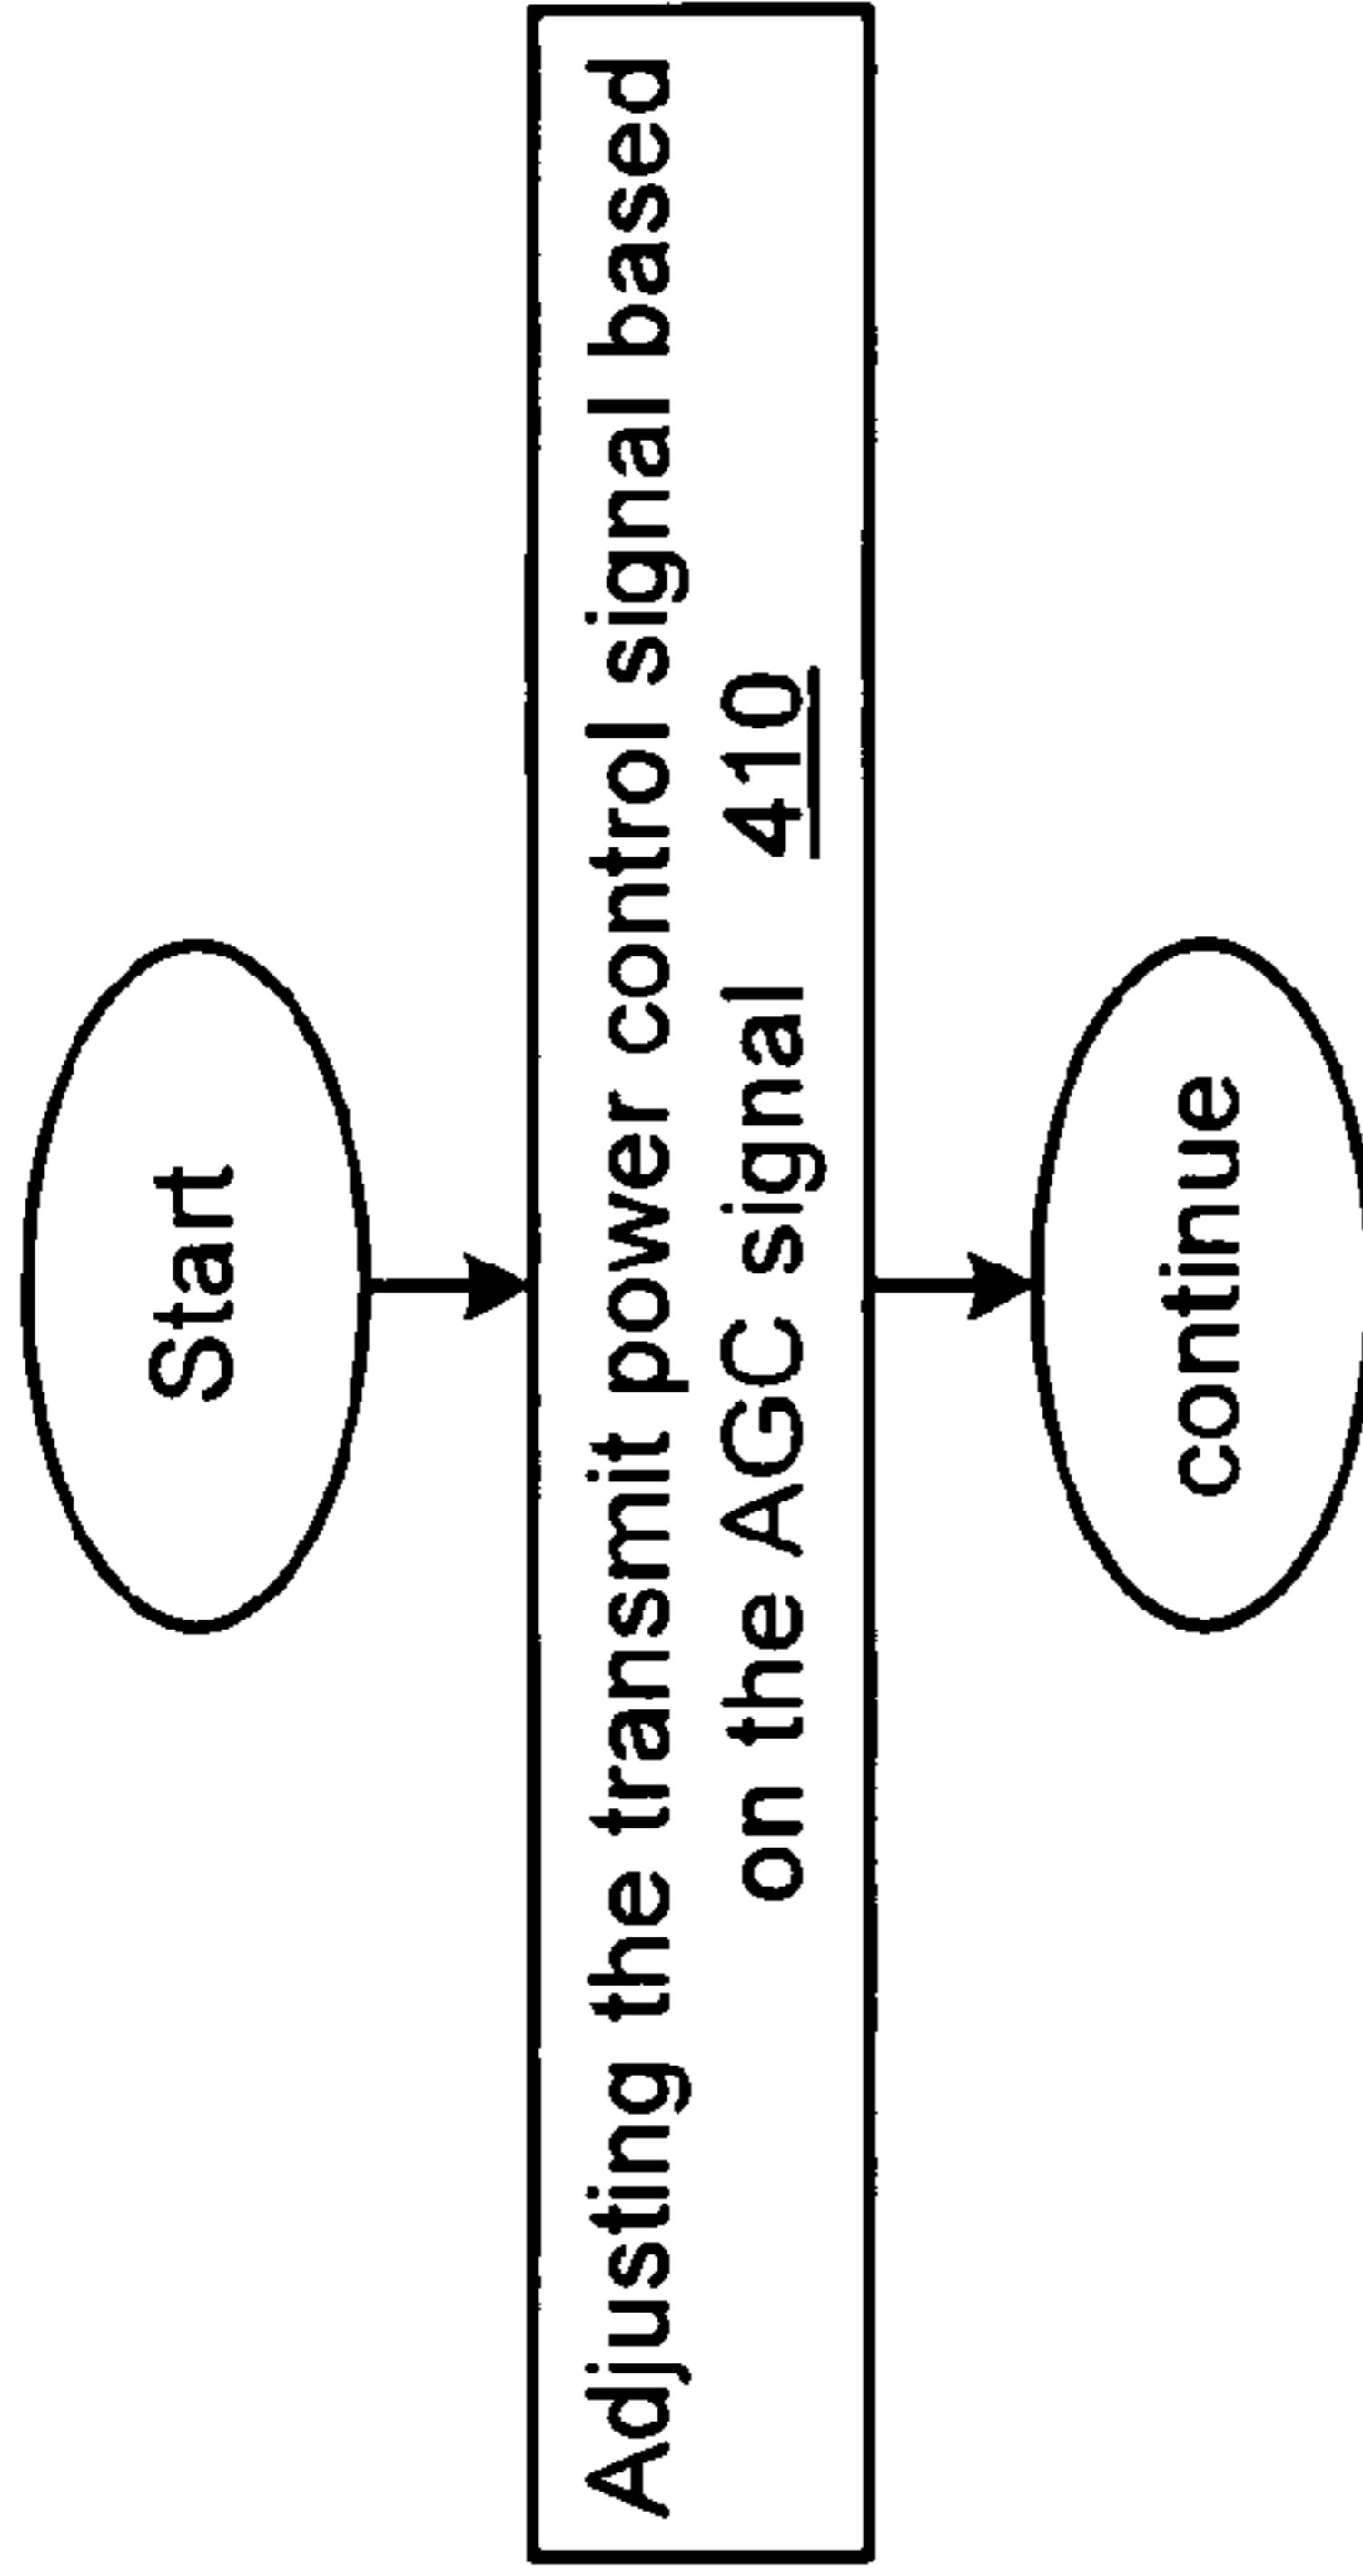 Start
Adjusting the transmit power control signal based
on the AGC signal 410
continue